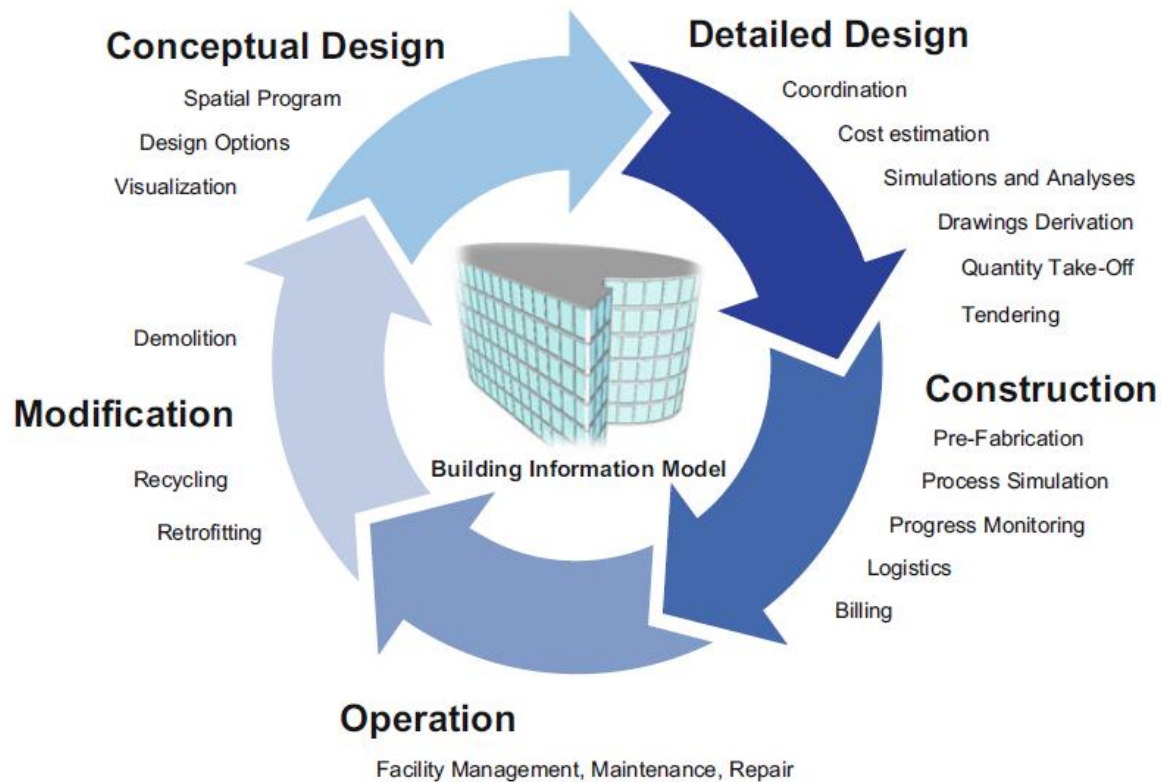 Conceptual Design
Spatial Program
Design Options
Visualization
Detailed Design
Coordination
Cost estimation
Simulations and Analyses
Drawings Derivation
Quantity Take-Off
Tendering
Construction
Pre-Fabrication
Process Simulation
Progress Monitoring
Logistics
Billing
Operation
Facility Management, Maintenance, Repair
Demolition
Modification
Recycling
Retrofitting
Building Information Model